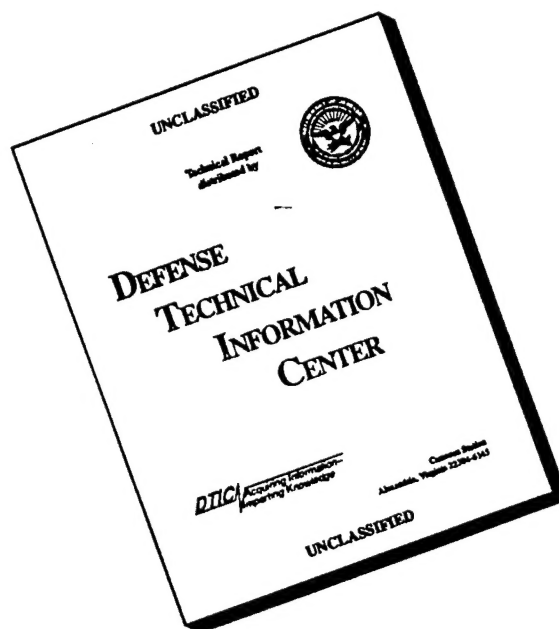 UNCLASSIFIED
Technical Report
distributed by
DEFENSE
TECHNICAL
INFORMATION
CENTER
DTIC
Acquiring Information–
Imparting Knowledge
Cameron Station
Alexandria, Virginia 22304-6145
UNCLASSIFIED